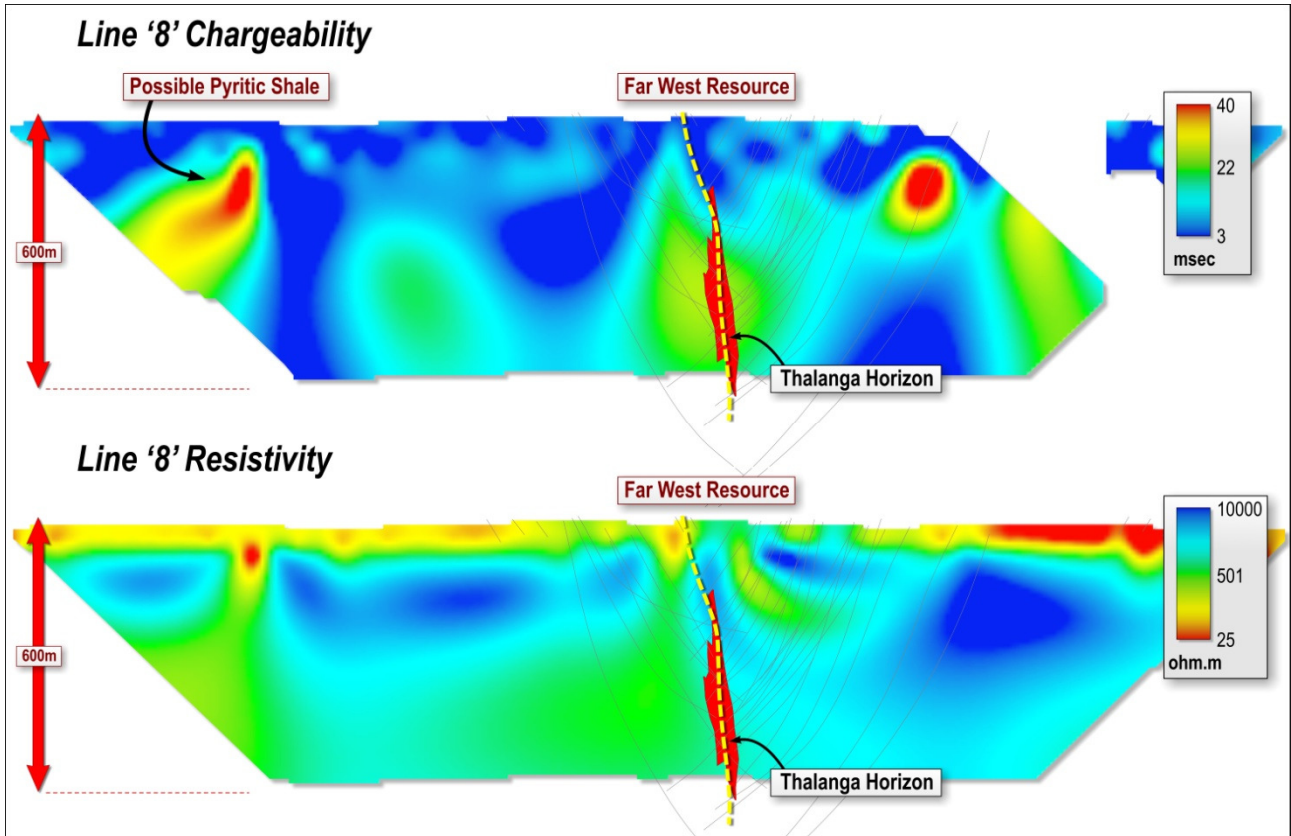 Line ‘8’ Chargeability
Possible Pyritic Shale
Far West Resource
40
22
3
msec
600m
Thalanga Horizon
Line ‘8’ Resistivity
Far West Resource
10000
501
25
ohm.m
600m
Thalanga Horizon